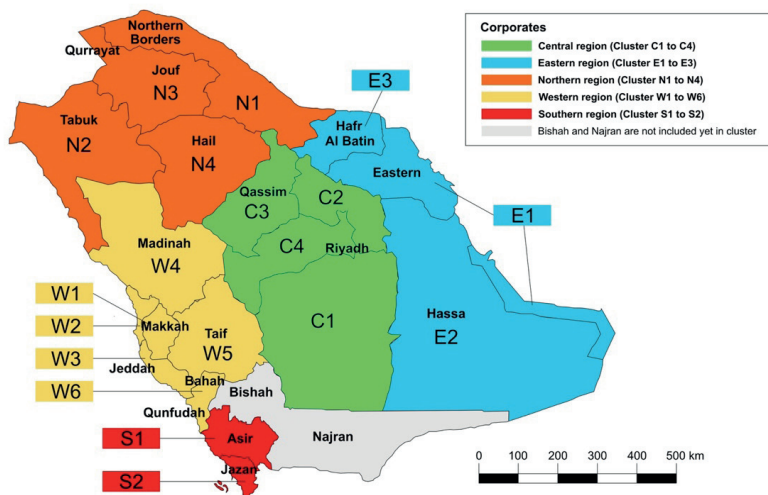 Corporates
Central region (Cluster C1 to C4)
Eastern region (Cluster E1 to E3)
Northern region (Cluster N1 to N4)
Western region (Cluster W1 to W6)
Southern region (Cluster S1 to S2)
Bishah and Najran are not included yet in cluster
Northern
Borders
Qurrayat
Jouf
N3
N1
E3
Tabuk
N2
Hail
N4
Hafr
Al Batin
Eastern
Qassim
C3
C2
E1
Madinah
W4
C4
Riyadh
W1
W2
Makkah
Taif
W5
C1
Hassa
E2
W3
Jeddah
W6
Bahah
Bishah
Qunfudah
S1
Asir
Najran
S2
Jazan
0 100 200 300 400 500 km